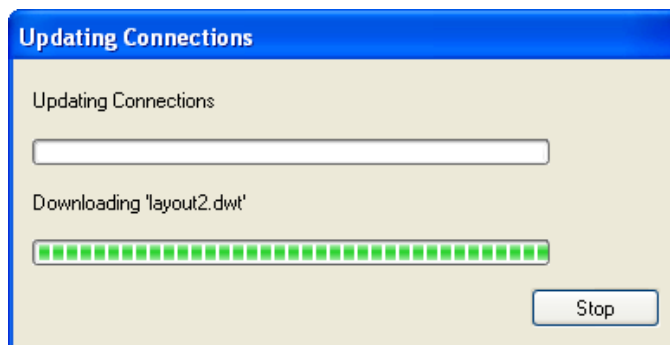 Updating Connections
Updating Connections
Downloading 'layout2.dwt'
Stop